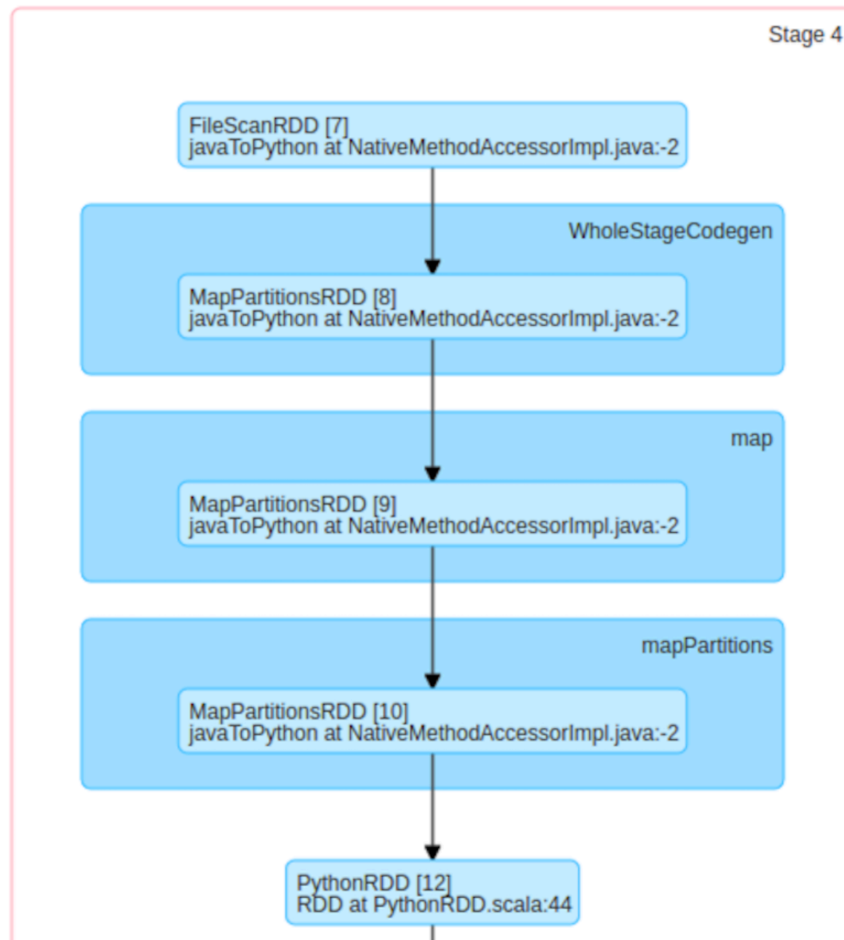 Stage 4
FileScanRDD [7]
javaToPython at NativeMethodAccessorImpl.java:-2
WholeStageCodegen
MapPartitionsRDD [8]
javaToPython at NativeMethodAccessorImpl.java:-2
map
MapPartitionsRDD [9]
javaToPython at NativeMethodAccessorImpl.java:-2
mapPartitions
MapPartitionsRDD [10]
javaToPython at NativeMethodAccessorImpl.java:-2
PythonRDD [12]
RDD at PythonRDD.scala:44